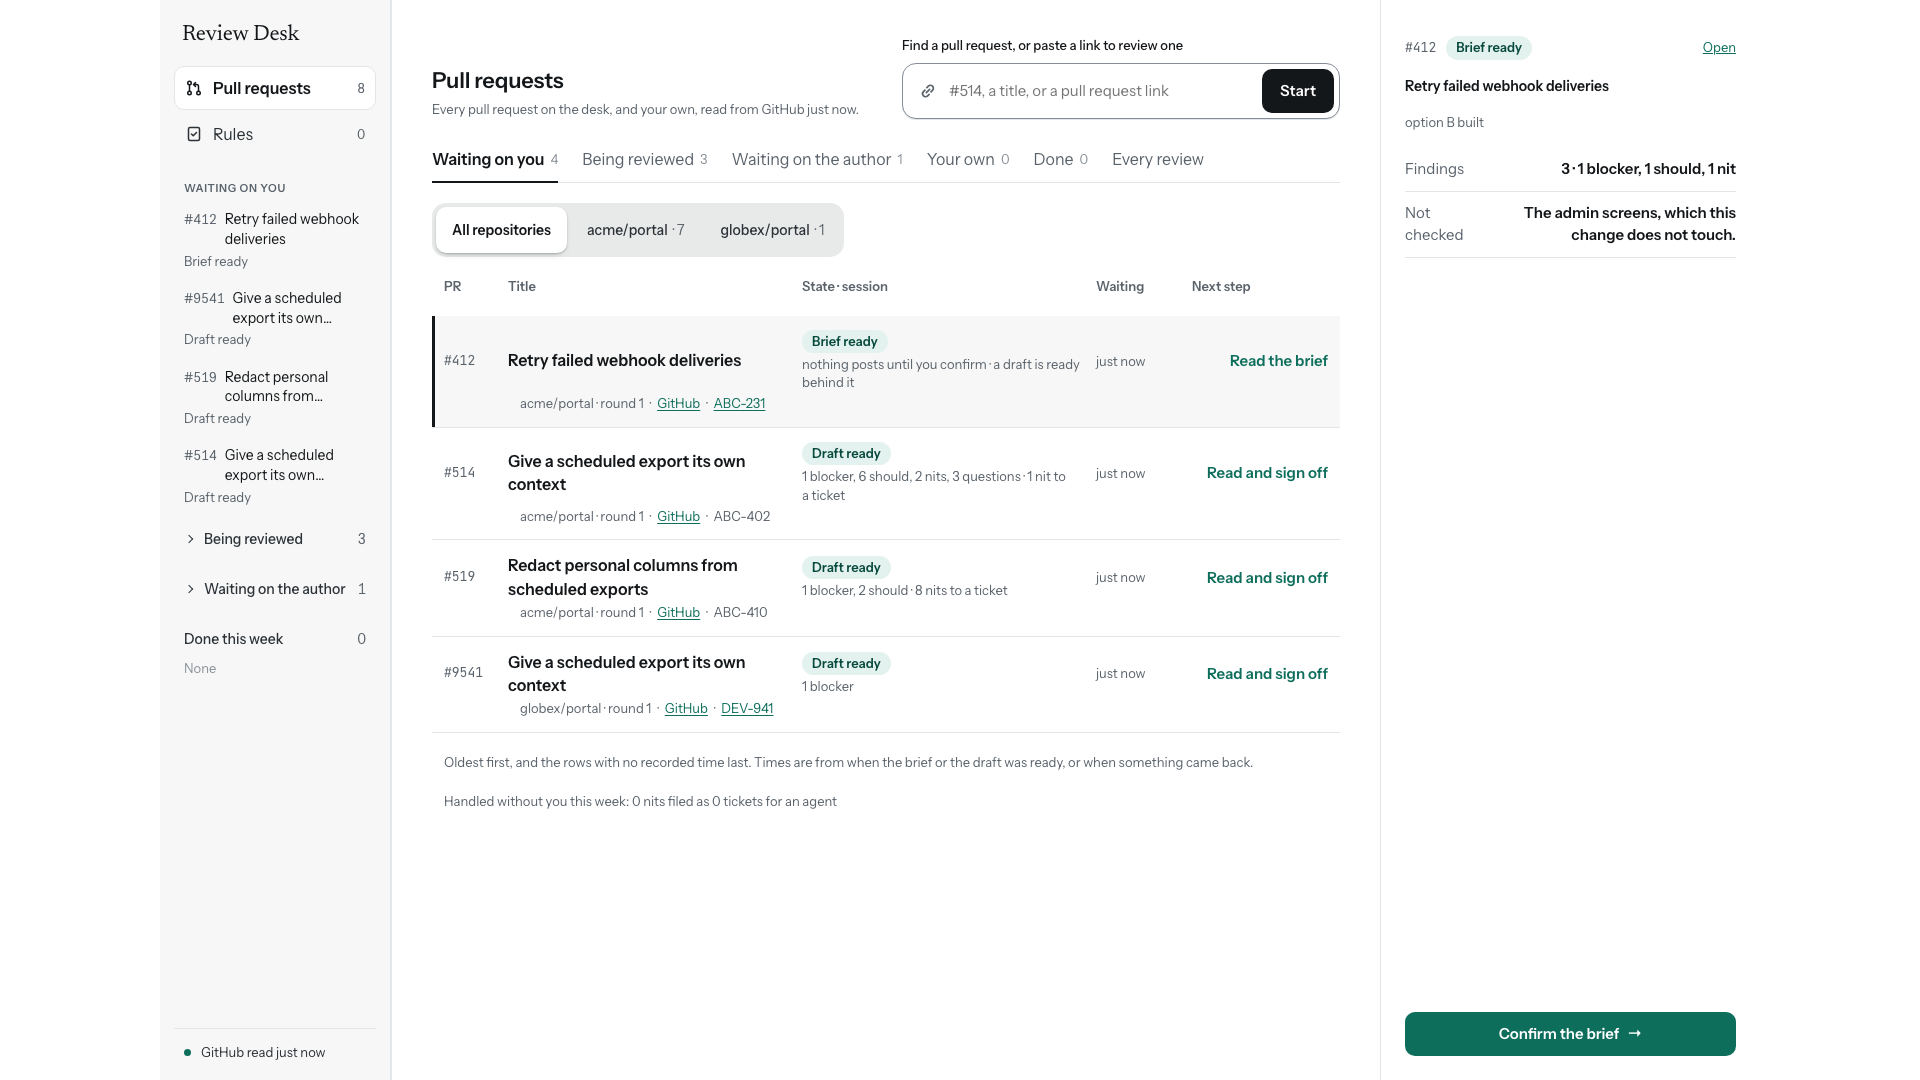 Review Desk
Pull requests 8
Rules 0
WAITING ON YOU
#412 Retry failed webhook
deliveries
Brief ready
#9541 Give a scheduled
export its own…
Draft ready
#519 Redact personal
columns from…
Draft ready
#514 Give a scheduled
export its own…
Draft ready
Being reviewed 3
Waiting on the author 1
Done this week 0
None
GitHub read just now
Pull requests
Every pull request on the desk, and your own, read from GitHub just now.
Find a pull request, or paste a link to review one
#514, a title, or a pull request link
Start
Waiting on you 4 Being reviewed 3 Waiting on the author 1 Your own 0 Done 0 Every review
All repositories acme/portal · 7 globex/portal · 1
PR Title State · session Waiting Next step
#412 Retry failed webhook deliveries
Brief ready
nothing posts until you confirm · a draft is ready
behind it
just now
Read the brief
acme/portal · round 1 · GitHub · ABC-231
#514 Give a scheduled export its own
context
Draft ready
1 blocker, 6 should, 2 nits, 3 questions · 1 nit to
a ticket
just now
Read and sign off
acme/portal · round 1 · GitHub · ABC-402
#519 Redact personal columns from
scheduled exports
Draft ready
1 blocker, 2 should · 8 nits to a ticket
just now
Read and sign off
acme/portal · round 1 · GitHub · ABC-410
#9541 Give a scheduled export its own
context
Draft ready
1 blocker
just now
Read and sign off
globex/portal · round 1 · GitHub · DEV-941
Oldest first, and the rows with no recorded time last. Times are from when the brief or the draft was ready, or when something came back.
Handled without you this week: 0 nits filed as 0 tickets for an agent
#412 Brief ready Open
Retry failed webhook deliveries
option B built
Findings 3 · 1 blocker, 1 should, 1 nit
Not
checked
The admin screens, which this
change does not touch.
Confirm the brief →